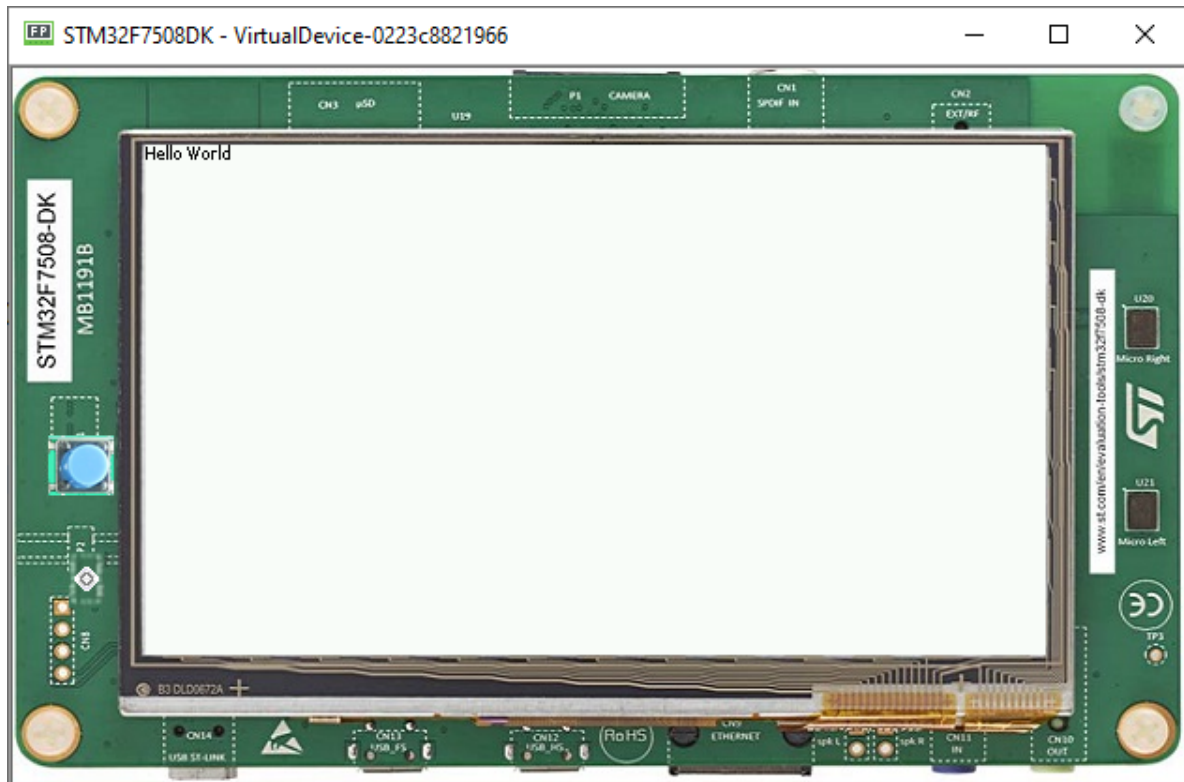 STM32F7508DK - VirtualDevice-0223c8821966
CN3 µSD
P1 CAMERA
CN1
SPDIF IN
CN2
EXT/RF
U19
Hello World
STM32F7508-DK
MB1191B
U20
Micro Right
www.st.com/en/evaluation-tools/stm32f7508-dk
U21
Micro Left
P2
CN8
CE
TP3
B3 DLD0672A
CN14
USB ST-LINK
CN13
USB_FS
CN12
USB_HS
RoHS
CN9
ETHERNET
spk L
spk R
CN11
IN
CN10
OUT